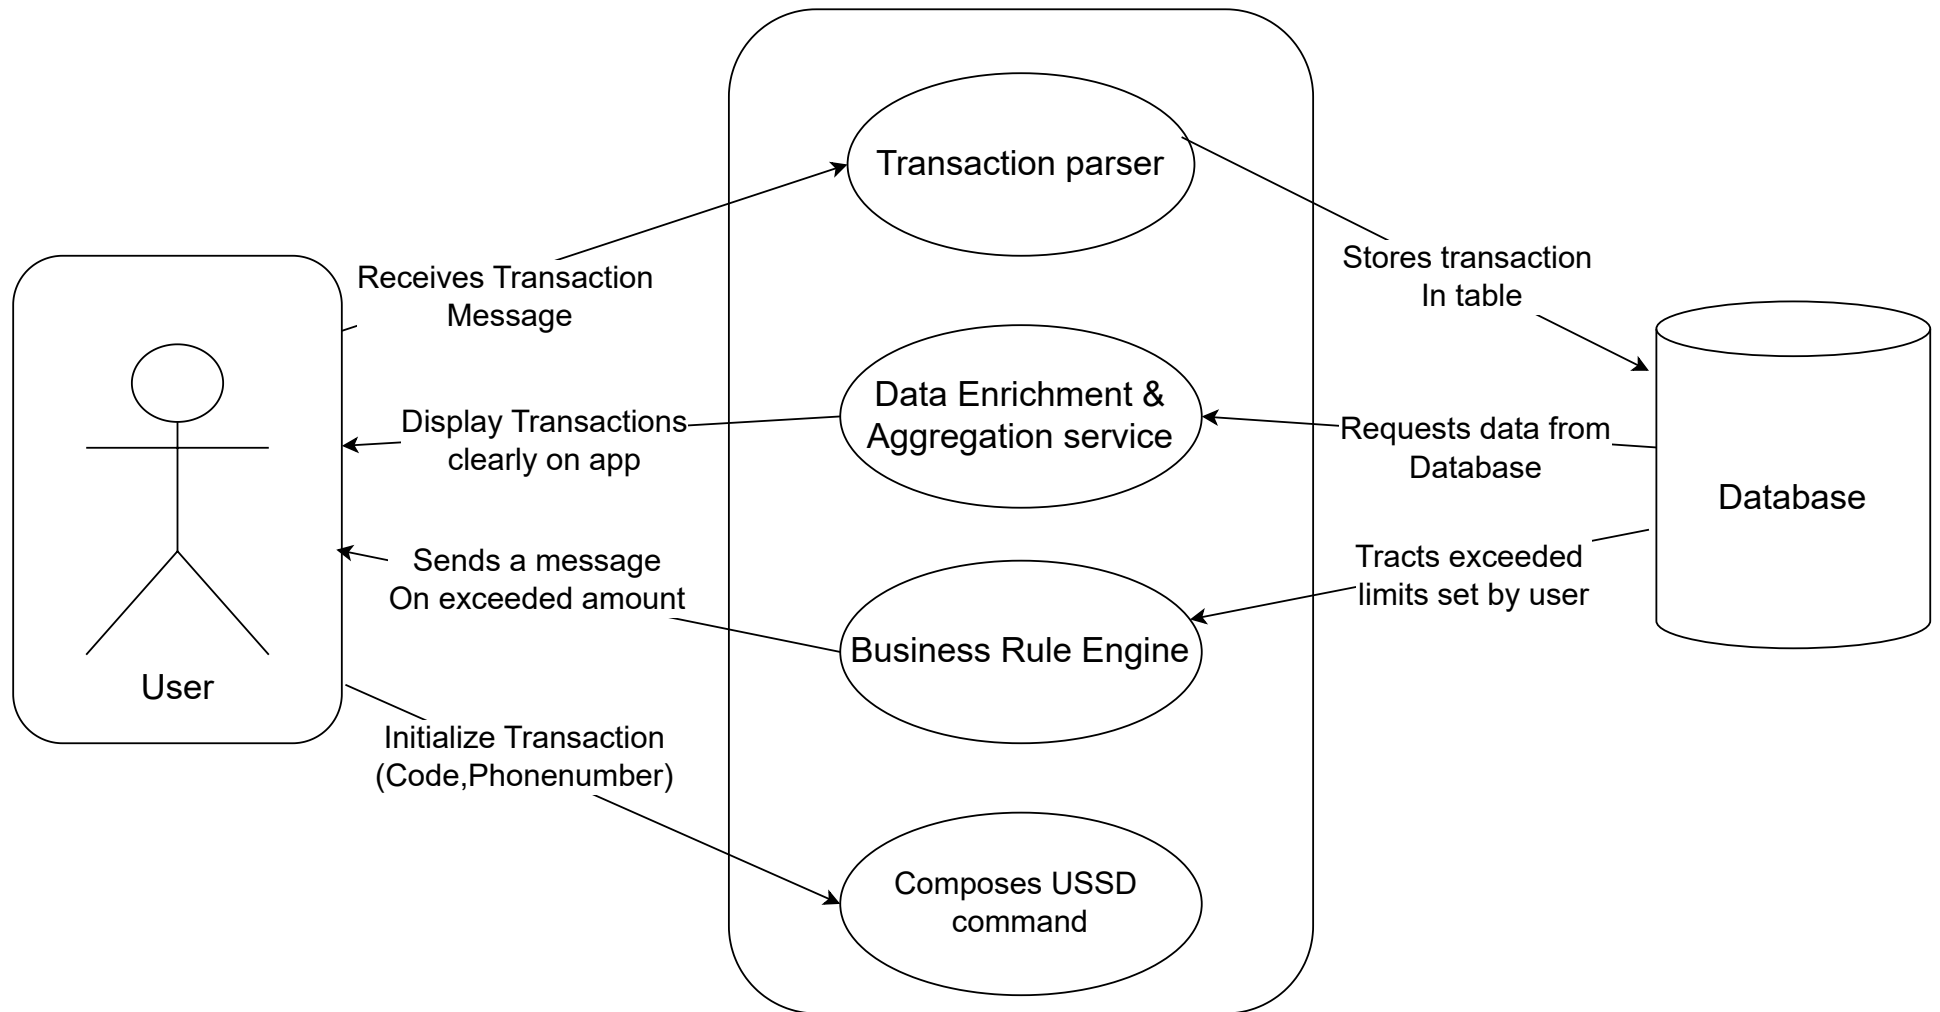 Transaction parser
Receives Transaction
Message
Stores transaction
In table
Data Enrichment &
Aggregation service
Display Transactions
clearly on app
Requests data from
Database
Database
Sends a message
On exceeded amount
Tracts exceeded
limits set by user
Business Rule Engine
User
Initialize Transaction
(Code,Phonenumber)
Composes USSD
command